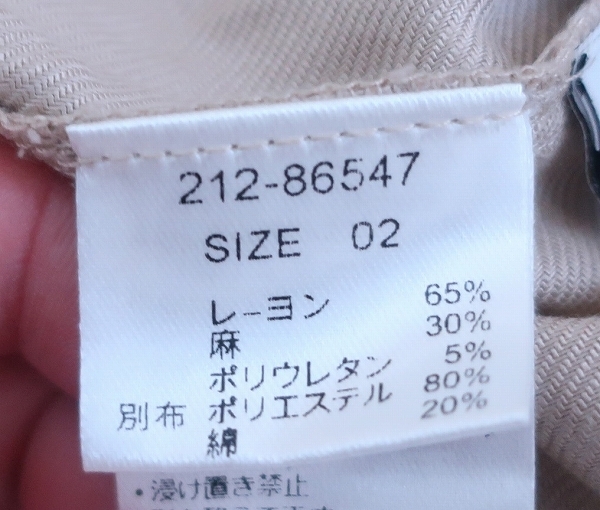 212-86547
SIZE 02
レーヨン 65%
麻 30%
ポリウレタン 5%
別布 ポリエステル 80%
綿 20%
・浸け置き禁止